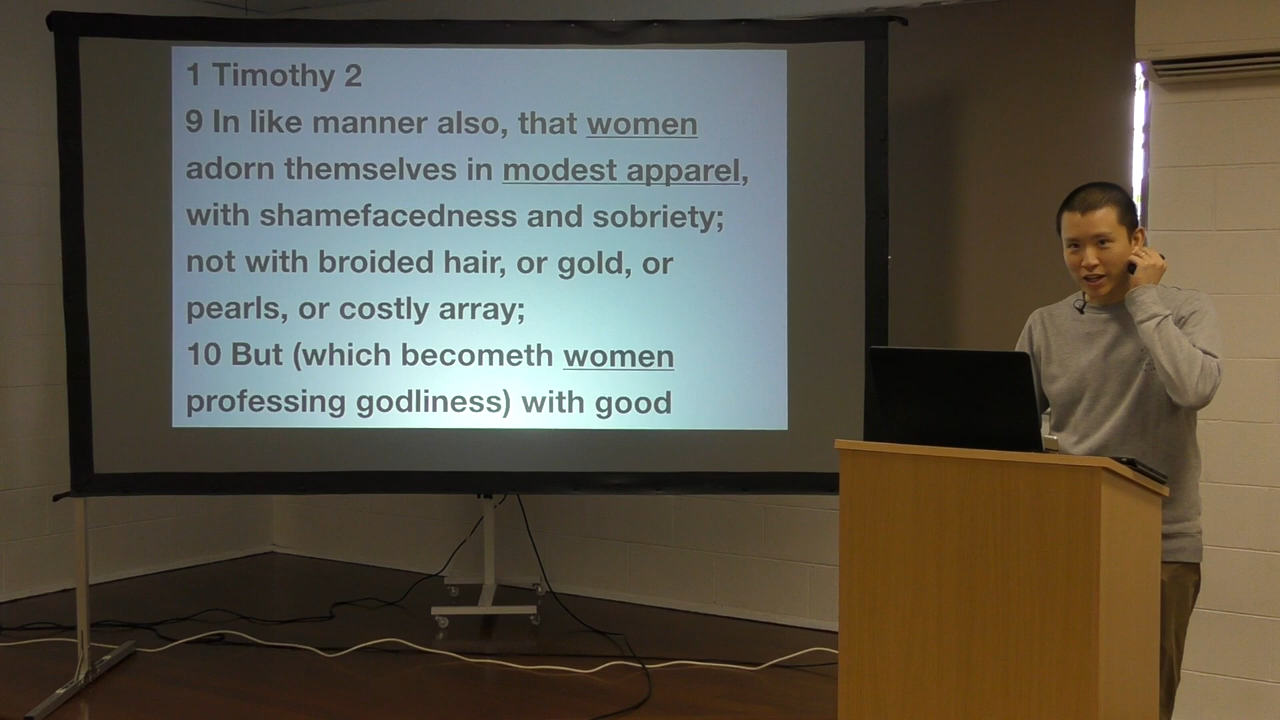 1 Timothy 2
9 In like manner also, that women
adorn themselves in modest apparel,
with shamefacedness and sobriety;
not with broided hair, or gold, or
pearls, or costly array;
10 But (which becometh women
professing godliness) with good